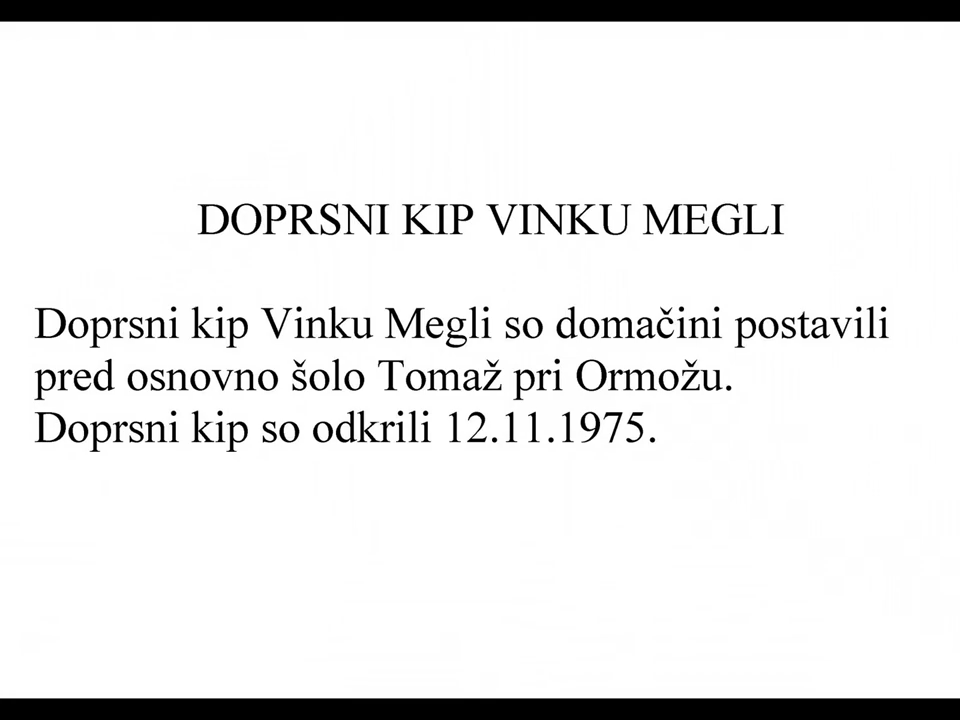 DOPRSNI KIP VINKU MEGLI
Doprsni kip Vinku Megli so domačini postavili
pred osnovno šolo Tomaž pri Ormožu.
Doprsni kip so odkrili 12.11.1975.